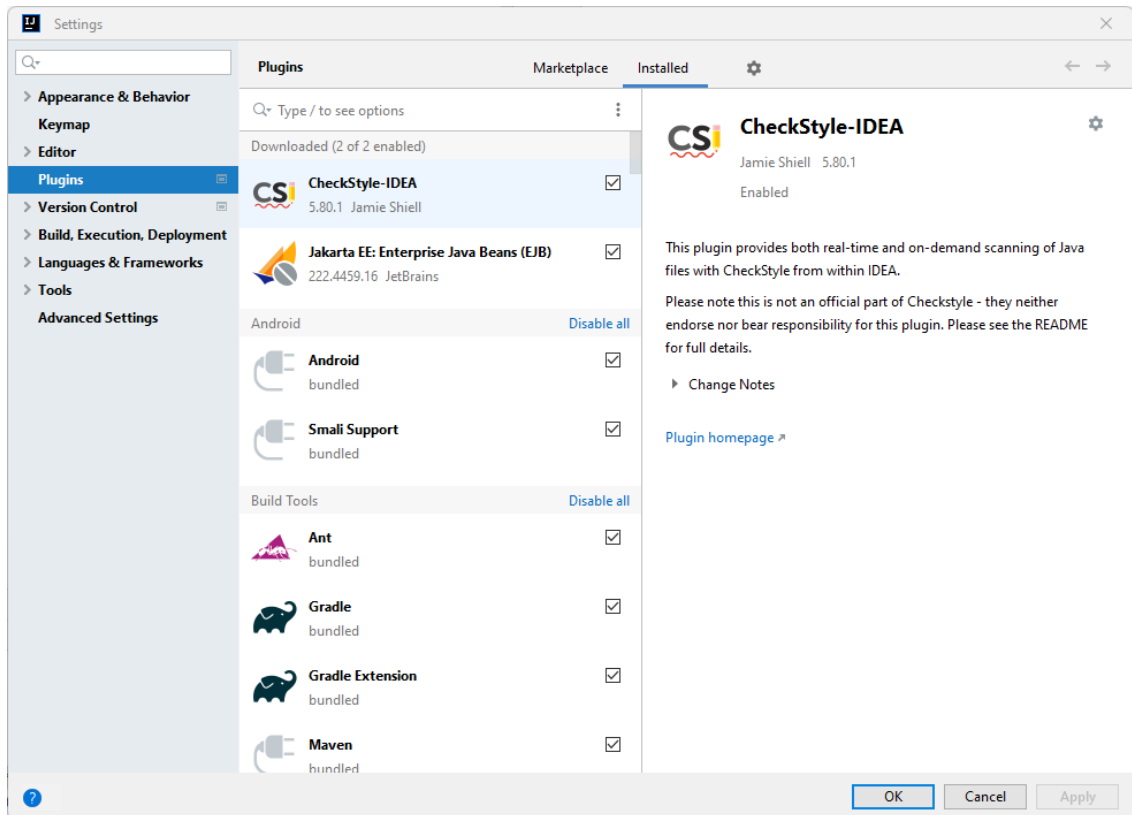 Settings
Appearance & Behavior
Keymap
Editor
Plugins
Version Control
Build, Execution, Deployment
Languages & Frameworks
Tools
Advanced Settings
Plugins
Marketplace
Installed
Type / to see options
Downloaded (2 of 2 enabled)
CSi
CheckStyle-IDEA
5.80.1 Jamie Shiell
Jakarta EE: Enterprise Java Beans (EJB)
222.4459.16 JetBrains
Android Disable all
Android
bundled
Smali Support
bundled
Build Tools Disable all
Ant
bundled
Gradle
bundled
Gradle Extension
bundled
Maven
bundled
CSi
CheckStyle-IDEA
Jamie Shiell 5.80.1
Enabled
This plugin provides both real-time and on-demand scanning of Java
files with CheckStyle from within IDEA.
Please note this is not an official part of Checkstyle - they neither
endorse nor bear responsibility for this plugin. Please see the README
for full details.
Change Notes
Plugin homepage
?
OK
Cancel
Apply